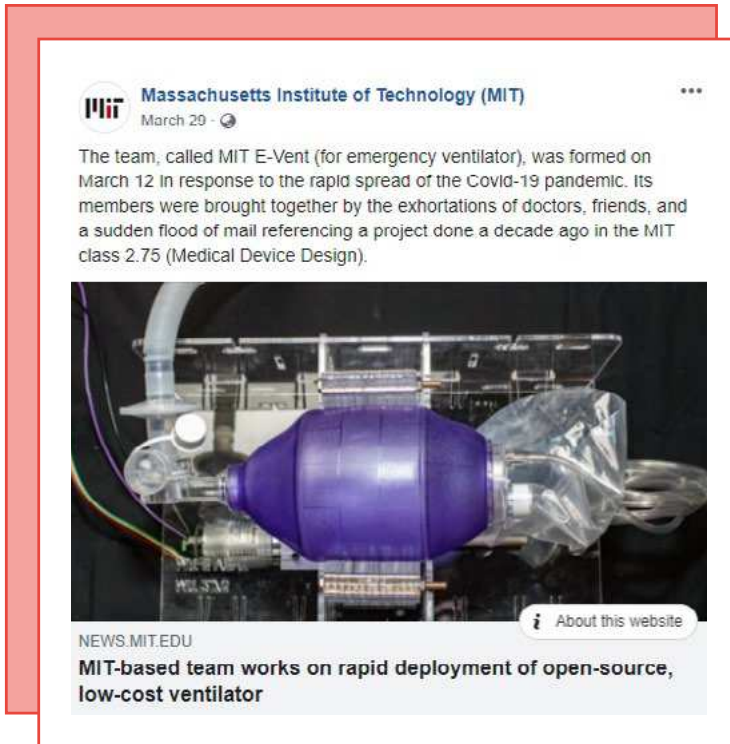 MIT
Massachusetts Institute of Technology (MIT)
March 29 ·
The team, called MIT E-Vent (for emergency ventilator), was formed on
March 12 in response to the rapid spread of the Covid-19 pandemic. Its
members were brought together by the exhortations of doctors, friends, and
a sudden flood of mail referencing a project done a decade ago in the MIT
class 2.75 (Medical Device Design).
i About this website
NEWS.MIT.EDU
MIT-based team works on rapid deployment of open-source,
low-cost ventilator